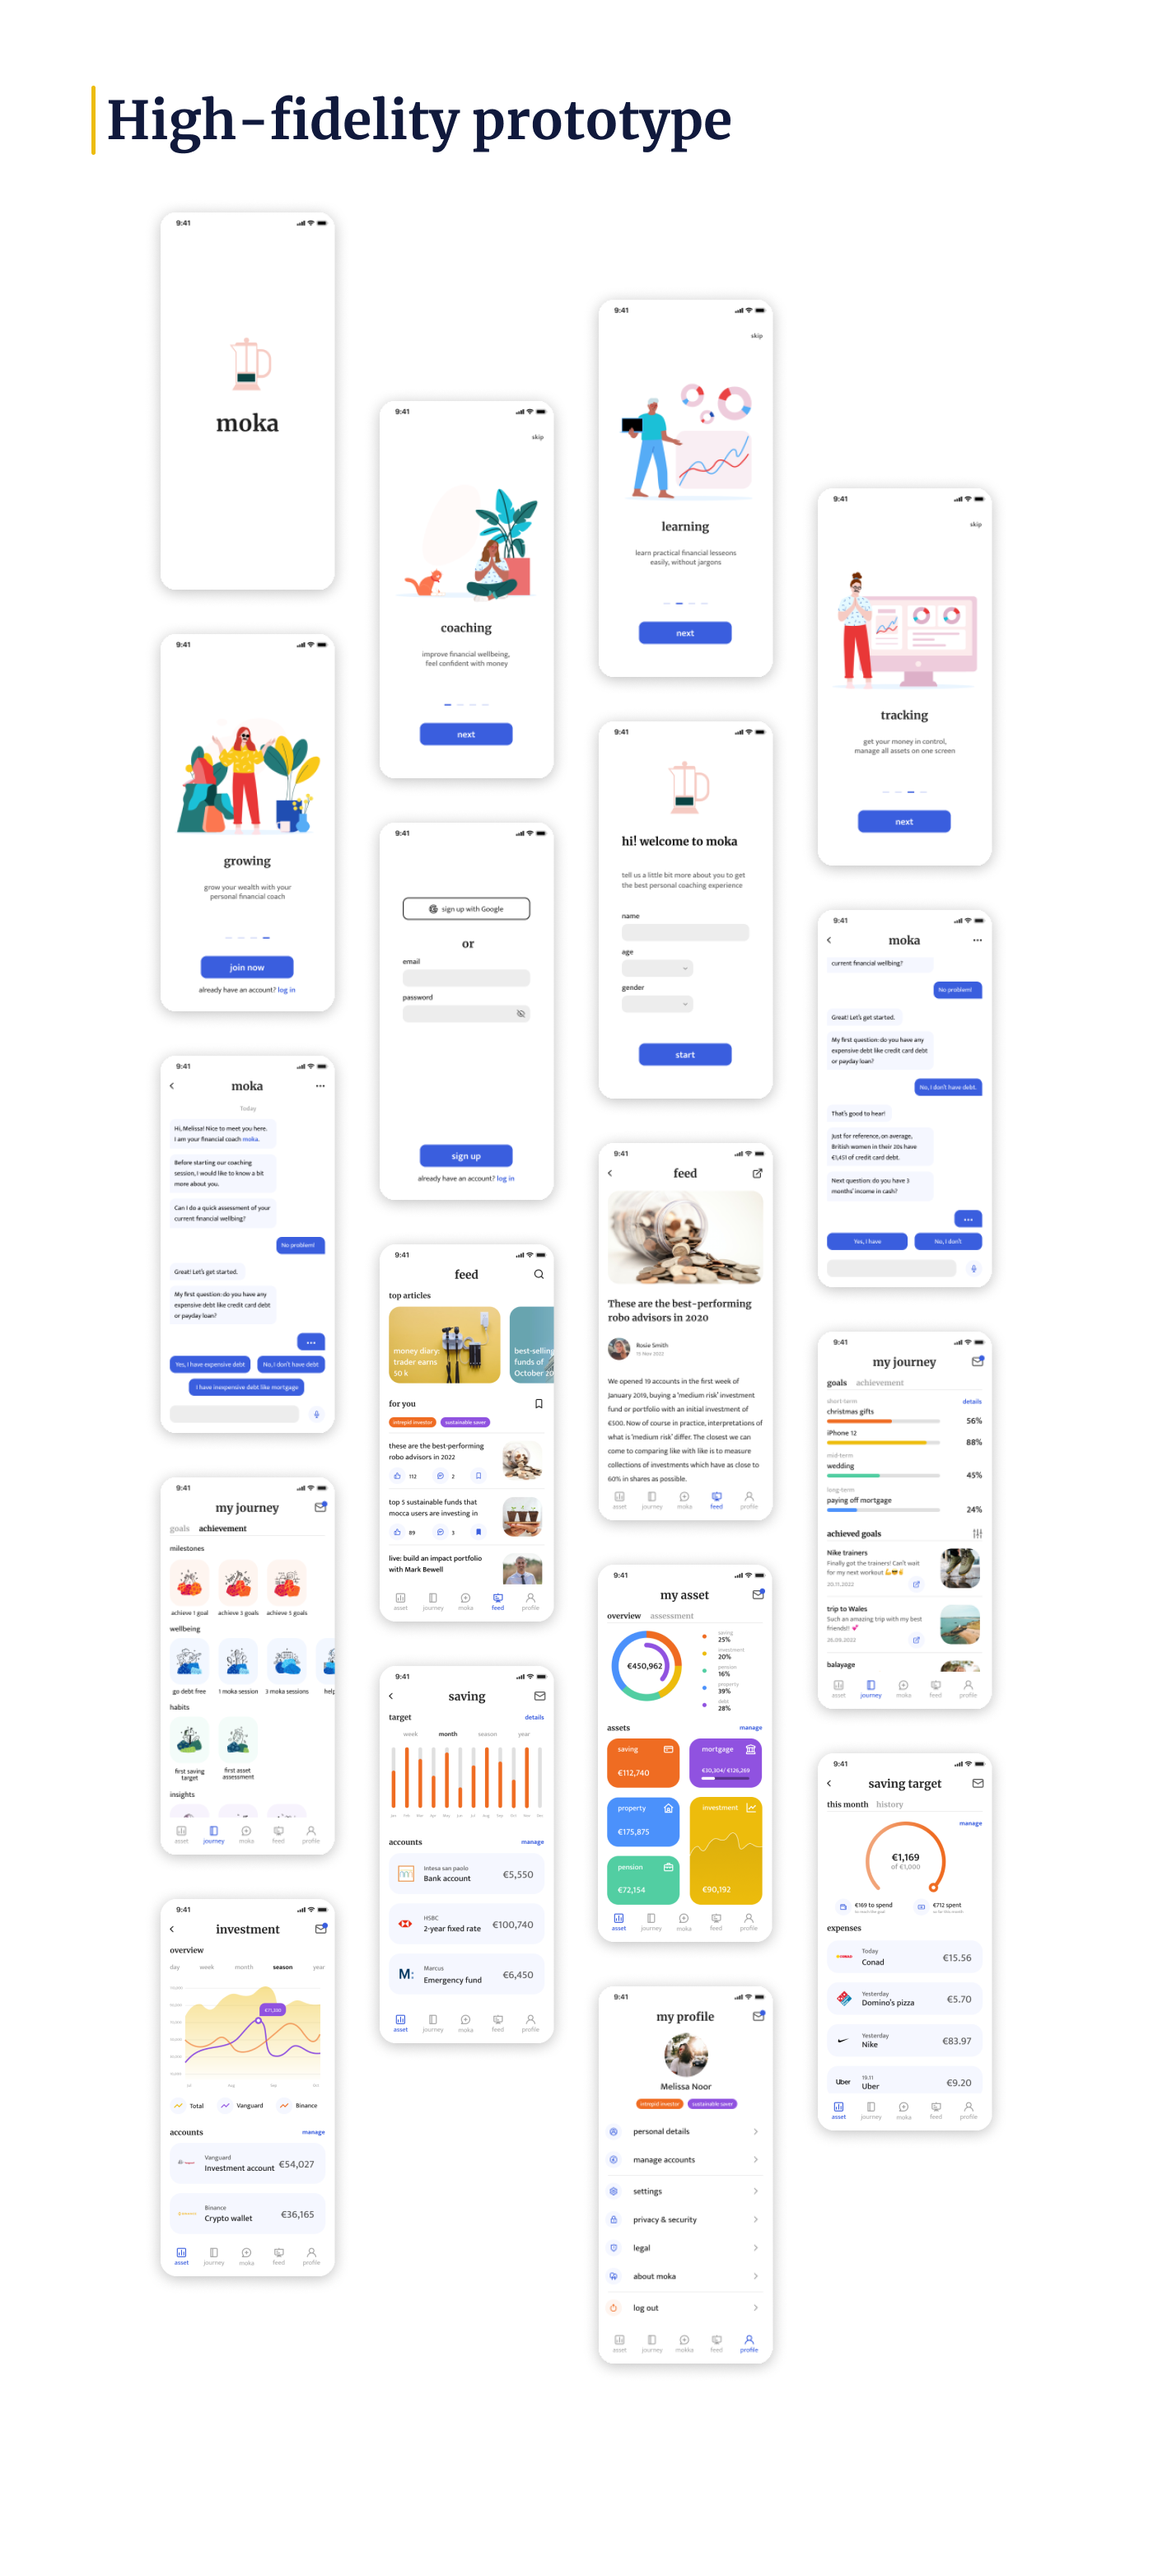 High-fidelity prototype
9:41
moka
9:41
skip
coaching
improve financial wellbeing,
feel confident with money
next
9:41
skip
learning
learn practical financial lesseons
easily, without jargons
next
9:41
skip
tracking
get your money in control,
manage all assets on one screen
next
9:41
growing
grow your wealth with your
personal financial coach
join now
already have an account? log in
9:41
sign up with Google
or
email
password
sign up
already have an account? log in
9:41
hi! welcome to moka
tell us a little bit more about you to get
the best personal coaching experience
name
age
gender
start
9:41
moka
current financial wellbing?
No problem!
Great! Let's get started.
My first question: do you have any
expensive debt like credit card debt
or payday loan?
No, I don't have debt.
That's good to hear!
Just for reference, on average,
British women in their 20s have
€1,451 of credit card debt.
Next question: do you have 3
months' income in cash?
...
Yes, I have
No, I don't
9:41
moka
Today
Hi, Melissa! Nice to meet you here.
I am your financial coach moka.
Before starting our coaching
session, I would like to know a bit
more about you.
Can I do a quick assessment of your
current financial wellbing?
No problem!
Great! Let's get started.
My first question: do you have any
expensive debt like credit card debt
or payday loan?
...
Yes, I have expensive debt
No, I don't have debt
I have inexpensive debt like mortgage
9:41
feed
top articles
money diary:
trader earns
50 k
best-selling
funds of
October 20
for you
intrepid investor
sustainable saver
these are the best-performing
robo advisors in 2022
112
2
top 5 sustainable funds that
mocca users are investing in
89
3
live: build an impact portfolio
with Mark Bewell
asset
journey
moka
feed
profile
9:41
feed
These are the best-performing
robo advisors in 2020
Rosie Smith
15 Nov 2022
We opened 19 accounts in the first week of
January 2019, buying a 'medium risk' investment
fund or portfolio with an initial investment of
€500. Now of course in practice, interpretations of
what is 'medium risk' differ. The closest we can
come to comparing like with like is to measure
collections of investments which have as close to
60% in shares as possible.
asset
journey
moka
feed
profile
9:41
my journey
goals
achievement
short-term
details
christmas gifts
56%
iPhone 12
88%
mid-term
wedding
45%
long-term
paying off mortgage
24%
achieved goals
Nike trainers
Finally got the trainers! Can't wait
for my next workout
20.11.2022
trip to Wales
Such an amazing trip with my best
friends!!
26.09.2022
balayage
asset
journey
moka
feed
profile
9:41
my journey
goals
achievement
milestones
achieve 1 goal
achieve 3 goals
achieve 5 goals
wellbeing
go debt free
1 moka session
3 moka sessions
help
habits
first saving
target
first asset
assessment
insights
asset
journey
moka
feed
profile
9:41
saving
target
details
week
month
season
year
Jan
Feb
Mar
Apr
May
Jun
Jul
Aug
Sep
Oct
Nov
Dec
accounts
manage
Intesa san paolo
Bank account
€5,550
HSBC
2-year fixed rate
€100,740
M:
Marcus
Emergency fund
€6,450
asset
journey
moka
feed
profile
9:41
my asset
overview
assessment
€450,962
saving
25%
investment
20%
pension
16%
property
39%
debt
28%
assets
manage
saving
€112,740
mortgage
€30,304/ €126,269
property
€175,875
investment
€90,192
pension
€72,154
asset
journey
moka
feed
profile
9:41
saving target
this month
history
manage
€1,169
of €1,000
€169 to spend
€712 spent
expenses
Today
Conad
€15.56
Yesterday
Domino's pizza
€5.70
Yesterday
Nike
€83.97
Uber
19.11
Uber
€9.20
asset
journey
moka
feed
profile
9:41
investment
overview
day
week
month
season
year
Jul
Aug
Sep
Oct
Total
Vanguard
Binance
accounts
manage
Vanguard
Investment account
€54,027
Binance
Crypto wallet
€36,165
asset
journey
moka
feed
profile
9:41
my profile
Melissa Noor
intrepid investor
sustainable saver
personal details
manage accounts
settings
privacy & security
legal
about moka
log out
asset
journey
mokka
feed
profile